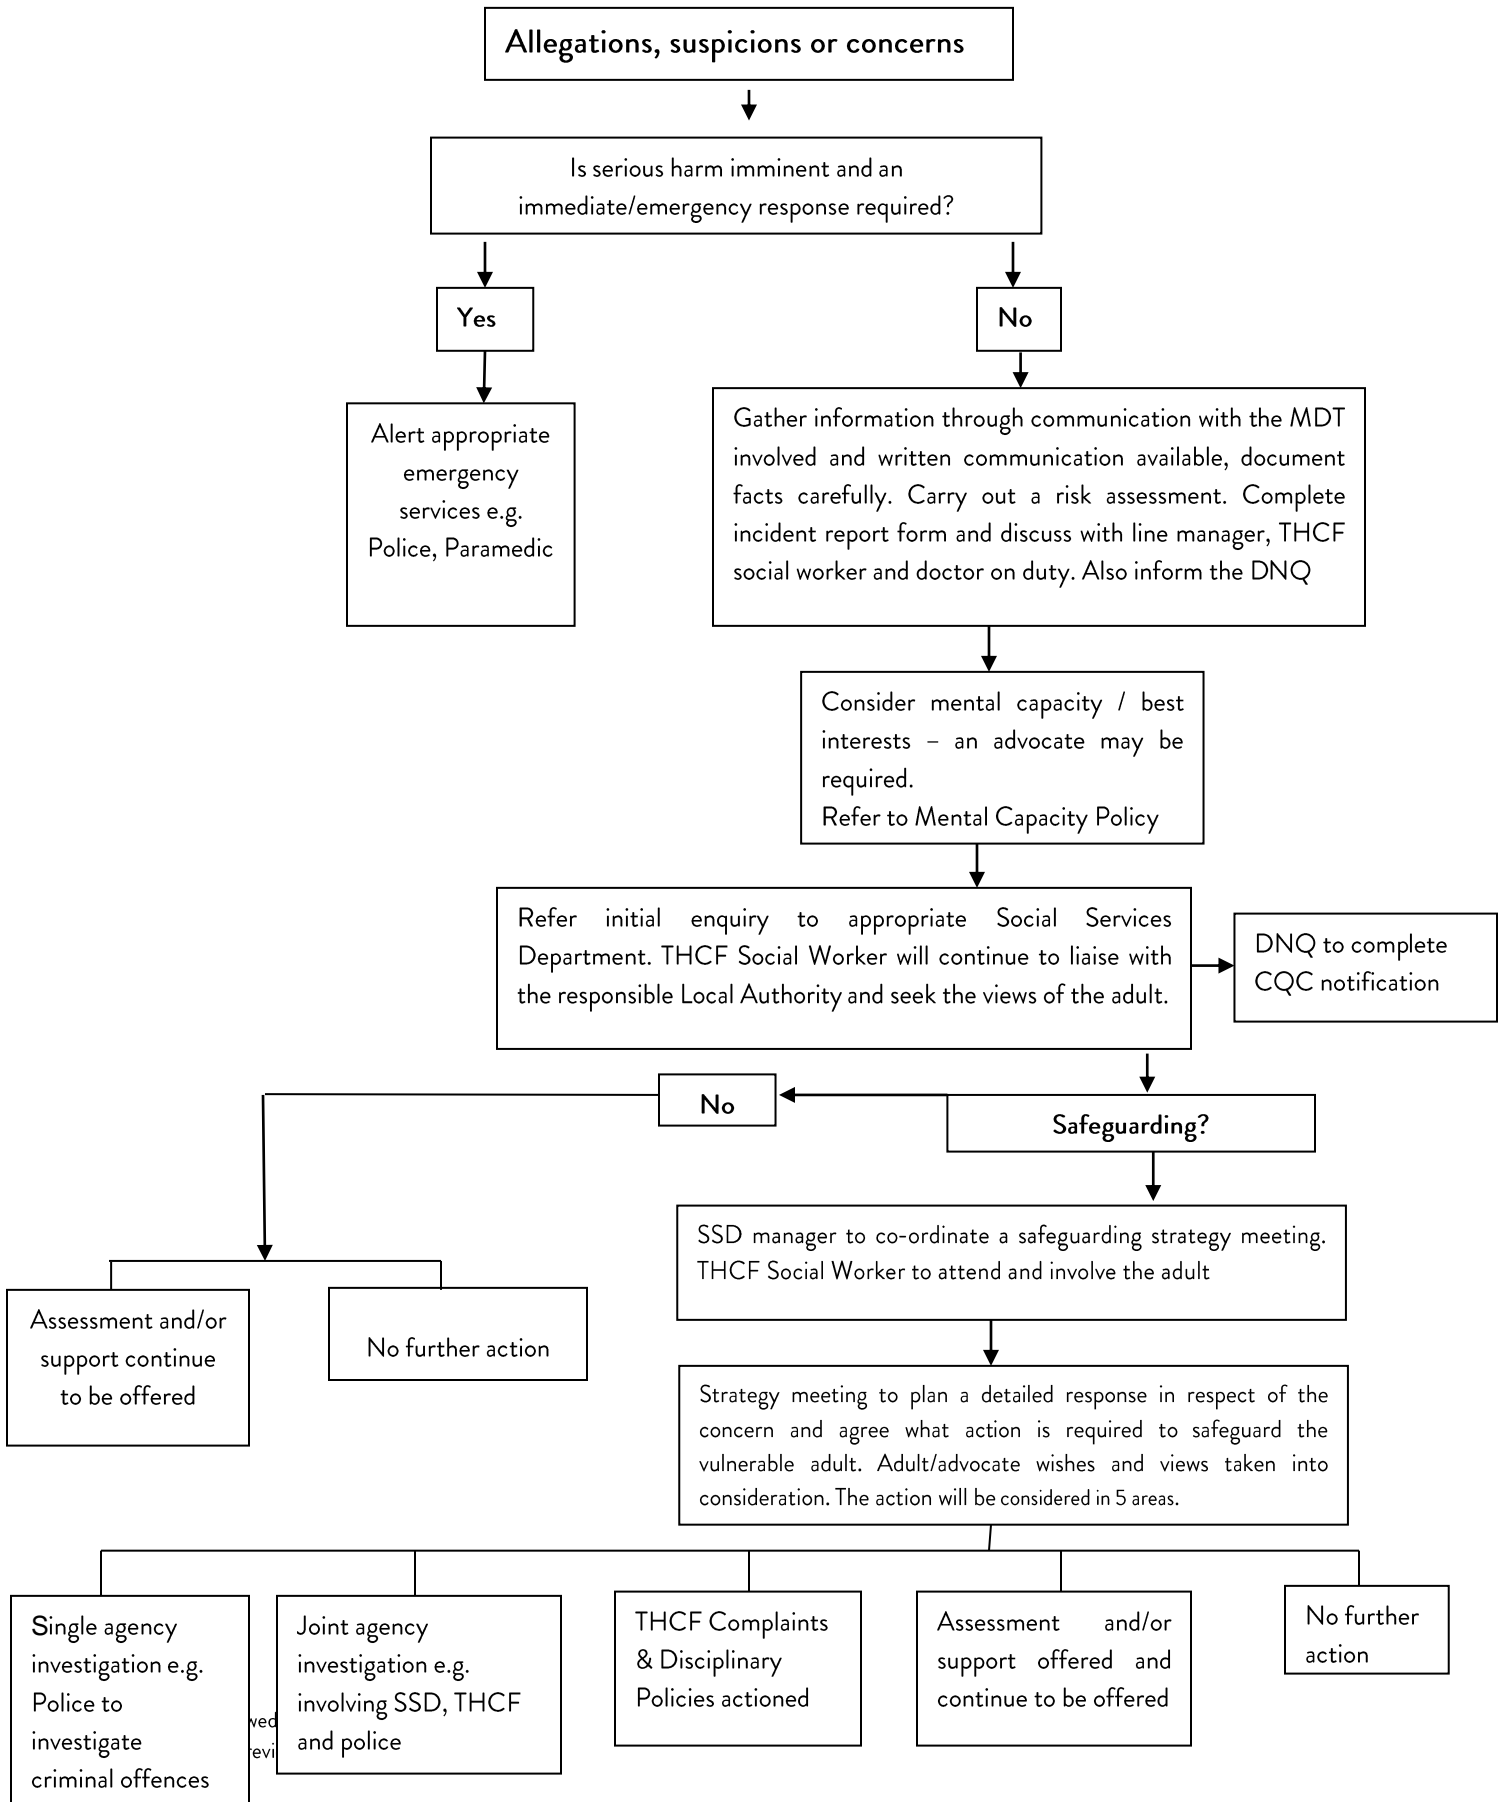 Allegations, suspicions or concerns
Is serious harm imminent and an
immediate/emergency response required?
Yes
No
Alert appropriate
emergency
services e.g.
Police, Paramedic
Gather information through communication with the MDT
involved and written communication available, document
facts carefully. Carry out a risk assessment. Complete
incident report form and discuss with line manager, THCF
social worker and doctor on duty. Also inform the DNQ
Consider mental capacity / best
interests – an advocate may be
required.
Refer to Mental Capacity Policy
Refer initial enquiry to appropriate Social Services
Department. THCF Social Worker will continue to liaise with
the responsible Local Authority and seek the views of the adult.
DNQ to complete
CQC notification
No
Safeguarding?
SSD manager to co-ordinate a safeguarding strategy meeting.
THCF Social Worker to attend and involve the adult
Assessment and/or
support continue
to be offered
No further action
Strategy meeting to plan a detailed response in respect of the
concern and agree what action is required to safeguard the
vulnerable adult. Adult/advocate wishes and views taken into
consideration. The action will be considered in 5 areas.
Single agency
investigation e.g.
Police to
investigate
criminal offences
Joint agency
investigation e.g.
involving SSD, THCF
and police
THCF Complaints
& Disciplinary
Policies actioned
Assessment and/or
support offered and
continue to be offered
No further
action